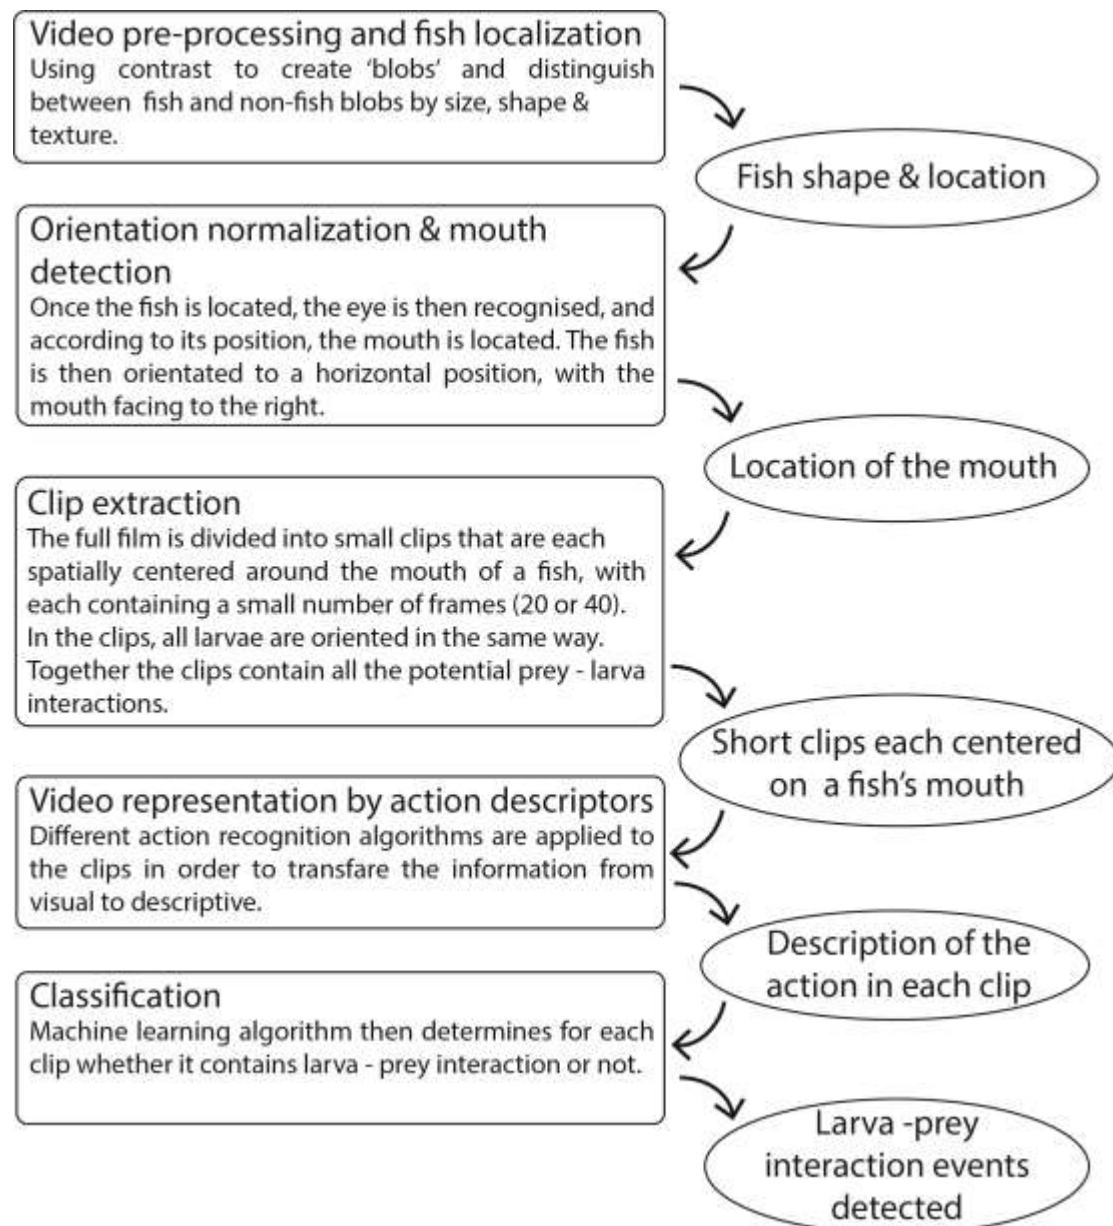 Video pre-processing and fish localization
Using contrast to create ‘blobs’ and distinguish
between fish and non-fish blobs by size, shape &
texture.
Fish shape & location
Orientation normalization & mouth
detection
Once the fish is located, the eye is then recognised, and
according to its position, the mouth is located. The fish
is then orientated to a horizontal position, with the
mouth facing to the right.
Location of the mouth
Clip extraction
The full film is divided into small clips that are each
spatially centered around the mouth of a fish, with
each containing a small number of frames (20 or 40).
In the clips, all larvae are oriented in the same way.
Together the clips contain all the potential prey - larva
interactions.
Short clips each centered
on a fish’s mouth
Video representation by action descriptors
Different action recognition algorithms are applied to
the clips in order to transfare the information from
visual to descriptive.
Description of the
action in each clip
Classification
Machine learning algorithm then determines for each
clip whether it contains larva - prey interaction or not.
Larva -prey
interaction events
detected